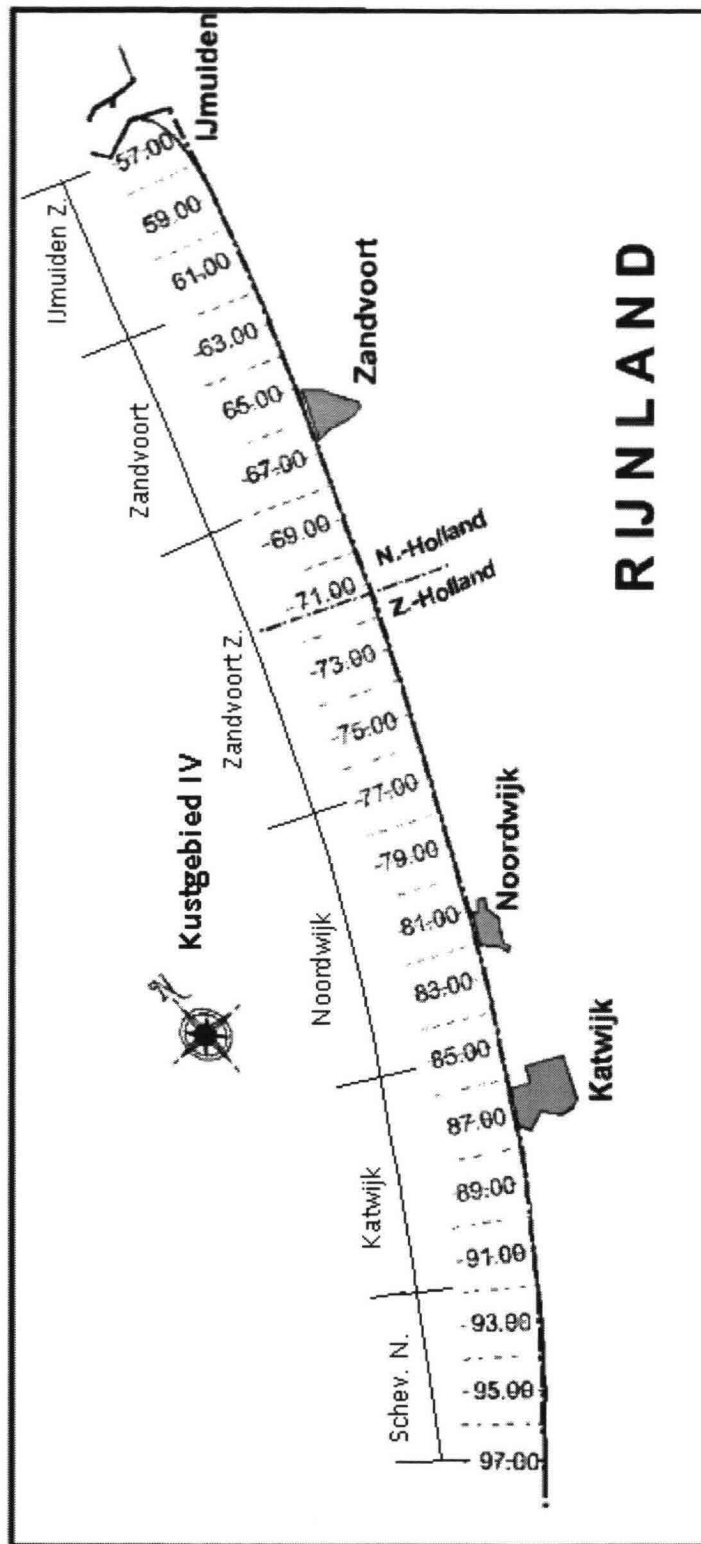 Kustgebied IV
N
IJmuiden Z.
Zandvoort
Zandvoort Z.
Noordwijk
Katwijk
Schev. N.
57.00
59.00
61.00
63.00
65.00
67.00
69.00
71.00
73.00
75.00
77.00
79.00
81.00
83.00
85.00
87.00
89.00
91.00
93.00
95.00
97.00
IJmuiden
Zandvoort
N.-Holland
Z.-Holland
Noordwijk
Katwijk
RIJNLAND